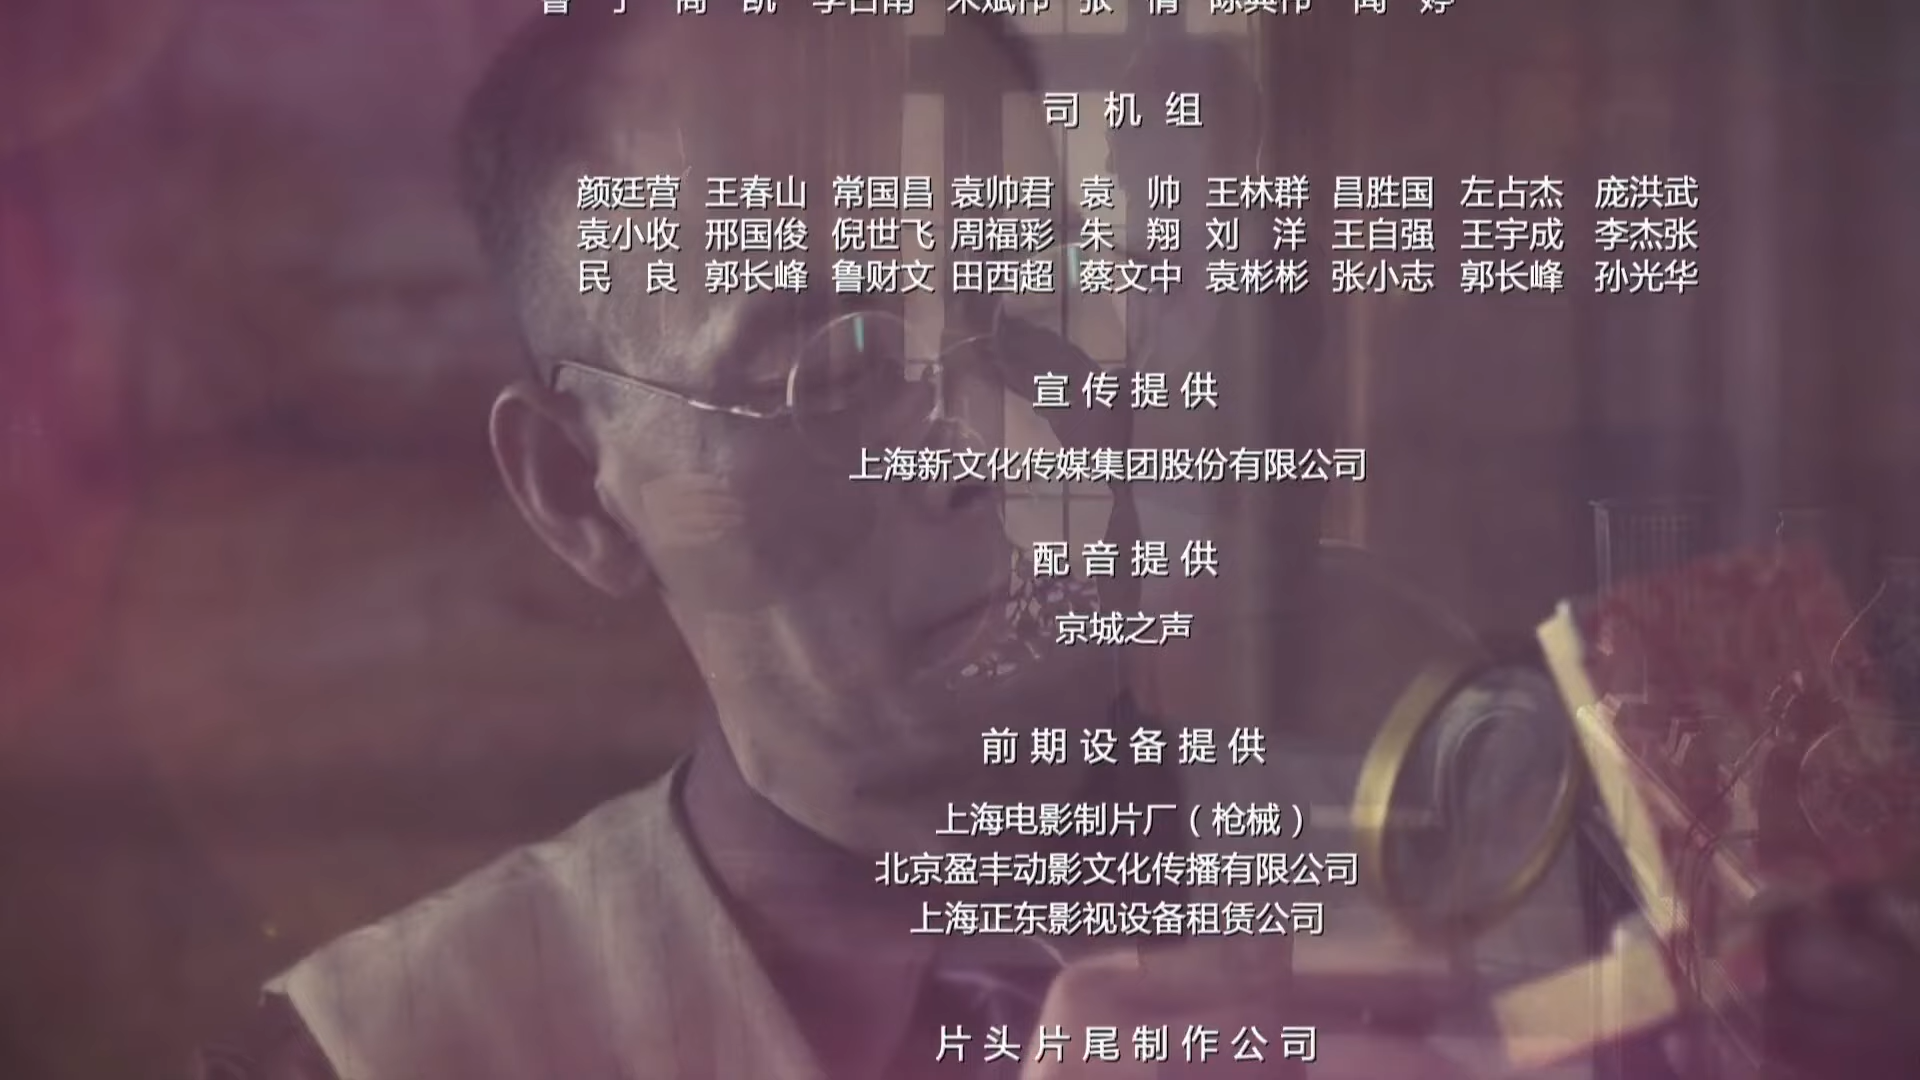 司机组
颜廷营 王春山 常国昌 袁帅君 袁 帅 王林群 昌胜国 左占杰 庞洪武
袁小收 邢国俊 倪世飞 周福彩 朱 翔 刘 洋 王自强 王宇成 李杰张
民 良 郭长峰 鲁财文 田西超 蔡文中 袁彬彬 张小志 郭长峰 孙光华
宣传提供
上海新文化传媒集团股份有限公司
配音提供
京城之声
前期设备提供
上海电影制片厂（枪械）
北京盈丰动影文化传播有限公司
上海正东影视设备租赁公司
片头片尾制作公司